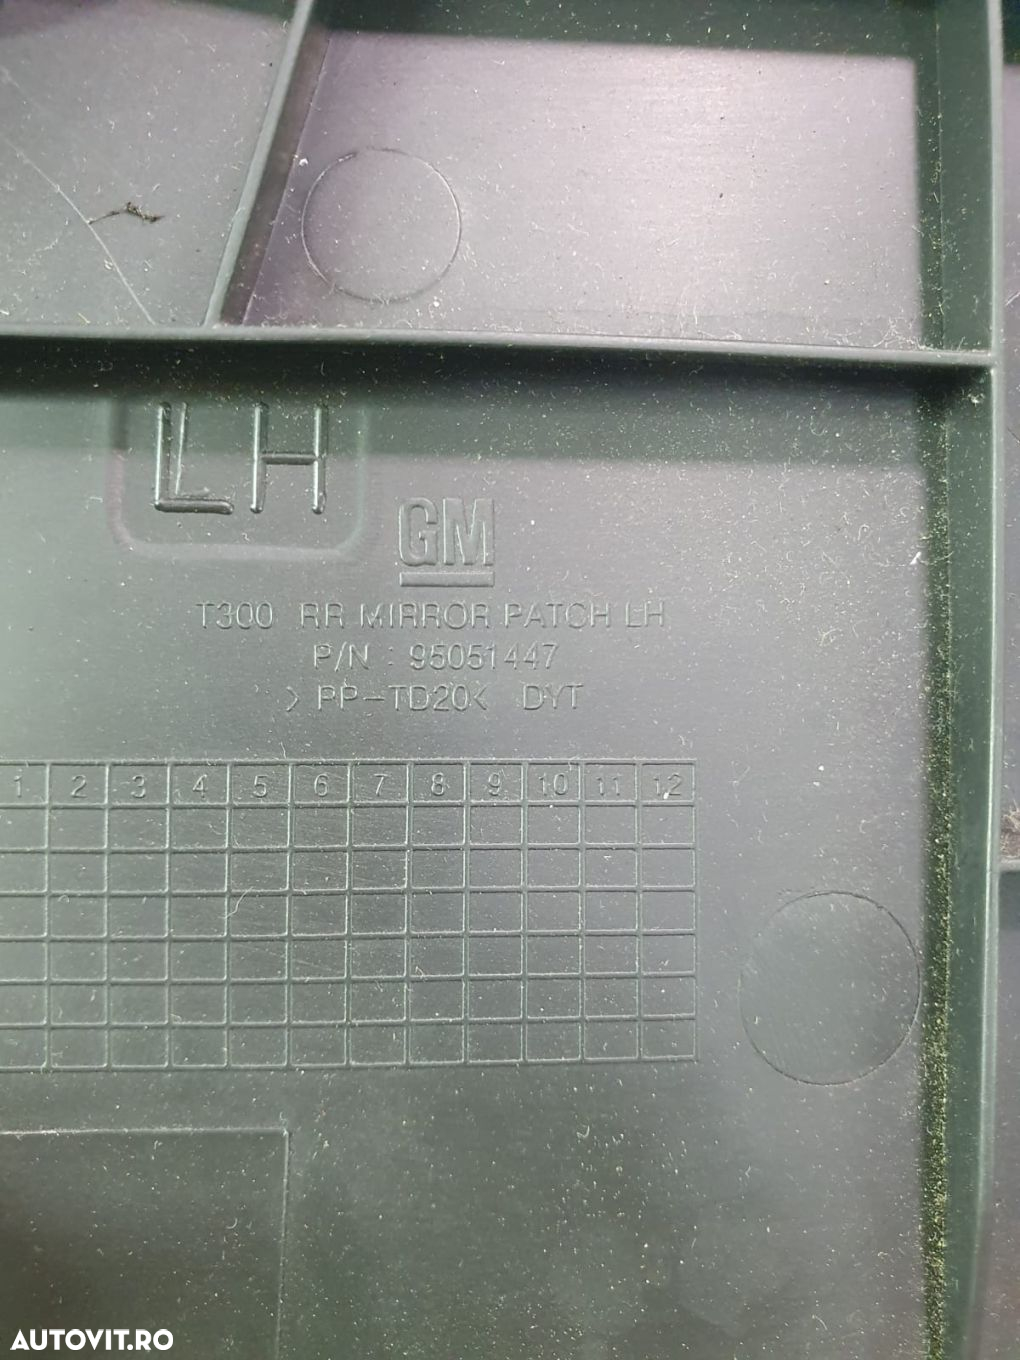 LH
GM
T300 RR MIRROR PATCH LH
P/N : 95051447
>PP-TD20< DYT
1 2 3 4 5 6 7 8 9 10 11 12
AUTOVIT.RO